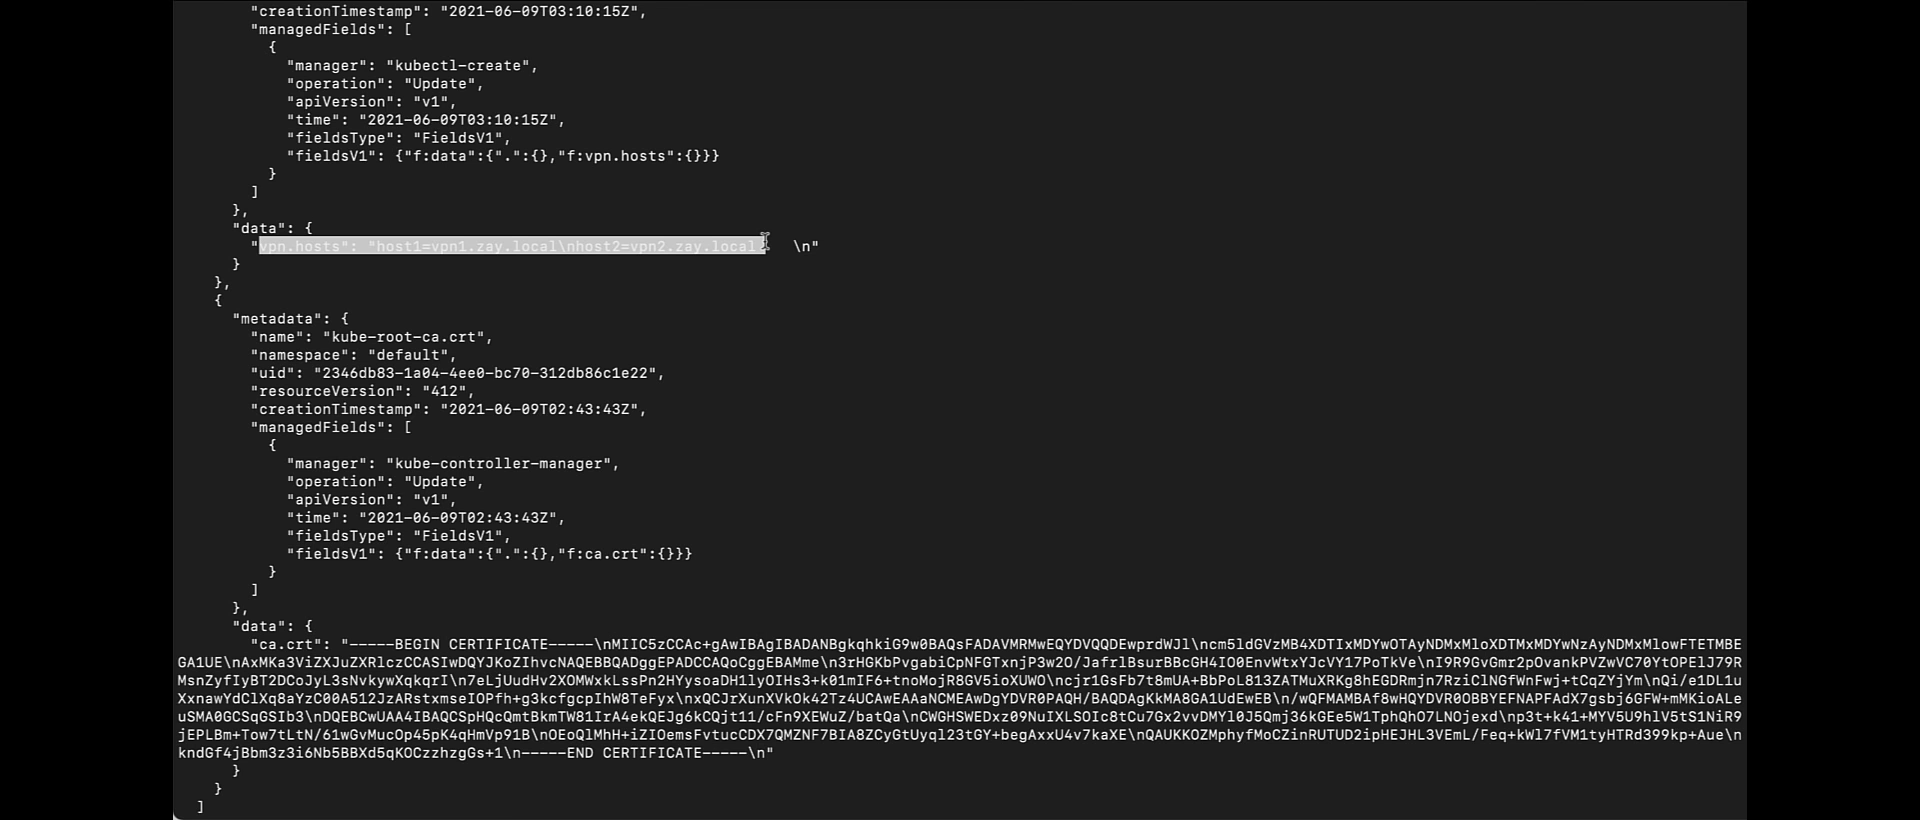 "creationTimestamp": "2021-06-09T03:10:15Z",
"managedFields": [
{
"manager": "kubectl-create",
"operation": "Update",
"apiVersion": "v1",
"time": "2021-06-09T03:10:15Z",
"fieldsType": "FieldsV1",
"fieldsV1": {"f:data":{".":{},"f:vpn.hosts":{}}}
}
]
},
"data": {
"vpn.hosts": "host1=vpn1.zay.local\nhost2=vpn2.zay.local    \n"
}
},
{
"metadata": {
"name": "kube-root-ca.crt",
"namespace": "default",
"uid": "2346db83-1a04-4ee0-bc70-312db86c1e22",
"resourceVersion": "412",
"creationTimestamp": "2021-06-09T02:43:43Z",
"managedFields": [
{
"manager": "kube-controller-manager",
"operation": "Update",
"apiVersion": "v1",
"time": "2021-06-09T02:43:43Z",
"fieldsType": "FieldsV1",
"fieldsV1": {"f:data":{".":{},"f:ca.crt":{}}}
}
]
},
"data": {
"ca.crt": "-----BEGIN CERTIFICATE-----\nMIIC5zCCAc+gAwIBAgIBADANBgkqhkiG9w0BAQsFADAVMRMwEQYDVQQDEwprdWJl\ncm5ldGVzMB4XDTIxMDYwOTAyNDMxMloXDTMxMDYwNzAyNDMxMlowFTETMBE
GA1UE\nAxMKa3ViZXJuZXRlczCCASIwDQYJKoZIhvcNAQEBBQADggEPADCCAQoCggEBAMme\n3rHGKbPvgabiCpNFGTxnjP3w2O/JafrlBsurBBcGH4IO0EnvWtxYJcVY17PoTkVe\nI9R9GvGmr2pOvankPVZwVC70YtOPElJ79R
MsnZyfIyBT2DCoJyL3sNvkywXqkqrI\n7eLjUudHv2XOMWxkLssPn2HYysoaDH1lyOIHs3+k01mIF6+tnoMojR8GV5ioXUWO\ncjr1GsFb7t8mUA+BbPoL813ZATMuXRKg8hEGDRmjn7RziClNGfWnFwj+tCqZYjYm\nQi/e1DL1u
XxnawYdClXq8aYzC00A512JzARstxmseIOPfh+g3kcfgcpIhW8TeFyx\nxQCJrXunXVkOk42Tz4UCAwEAAaNCMEAwDgYDVR0PAQH/BAQDAgKkMA8GA1UdEwEB\n/wQFMAMBAf8wHQYDVR0OBBYEFNAPFAdX7gsbj6GFW+mMKioALe
uSMA0GCSqGSIb3\nDQEBCwUAA4IBAQCSpHQcQmtBkmTW81IrA4ekQEJg6kCQjt11/cFn9XEWuZ/batQa\nCWGHSWEDxz09NuIXLSOIc8tCu7Gx2vvDMYl0J5Qmj36kGEe5W1TphQhO7LNOjexd\np3t+k41+MYV5U9hlV5tS1NiR9
jEPLBm+Tow7tLtN/61wGvMucOp45pK4qHmVp91B\nOEoQlMhH+iZIOemsFvtucCDX7QMZNF7BIA8ZCyGtUyql23tGY+begAxxU4v7kaXE\nQAUKKOZMphyfMoCZinRUTUD2ipHEJHL3VEmL/Feq+kWl7fVM1tyHTRd399kp+Aue\n
kndGf4jBbm3z3i6Nb5BBXd5qKOCzzhzgGs+1\n-----END CERTIFICATE-----\n"
}
}
]